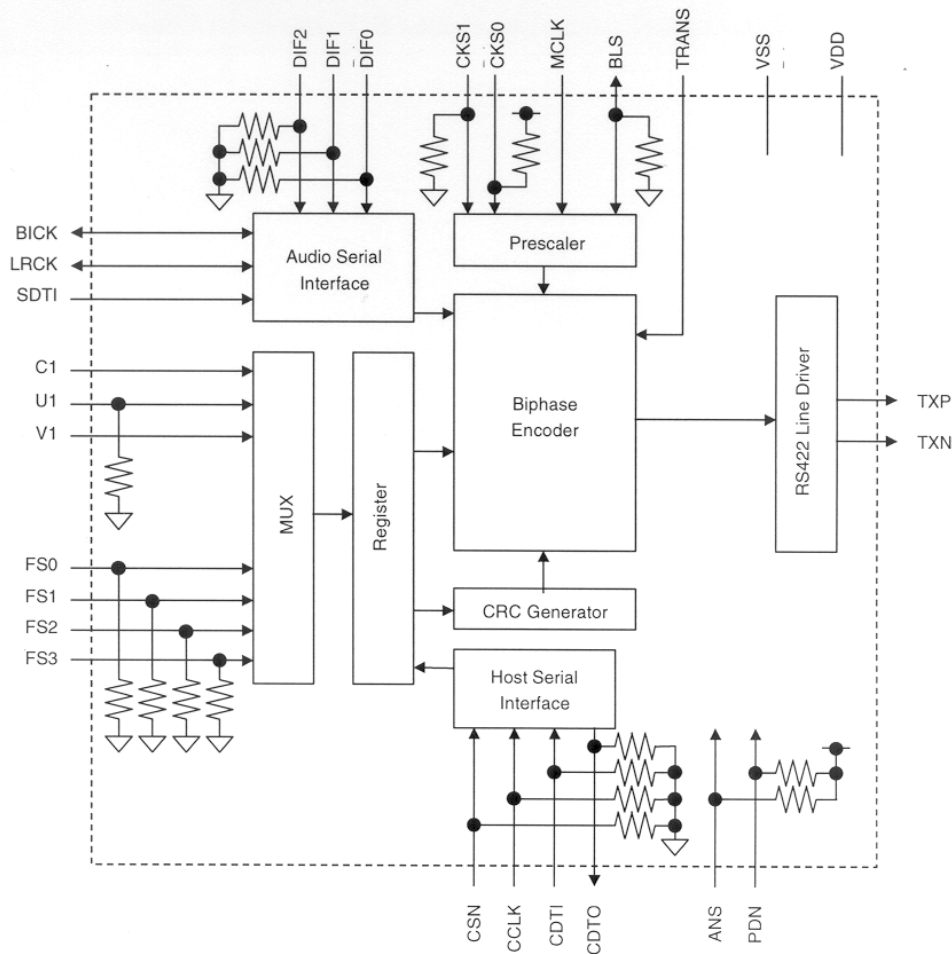 DIF2
DIF1
DIF0
CKS1
CKS0
MCLK
BLS
TRANS
VSS
VDD
BICK
LRCK
SDTI
Audio Serial
Interface
Prescaler
C1
U1
V1
Biphase
Encoder
RS422 Line Driver
TXP
TXN
MUX
Register
FS0
FS1
FS2
FS3
CRC Generator
Host Serial
Interface
CSN
CCLK
CDTI
CDTO
ANS
PDN